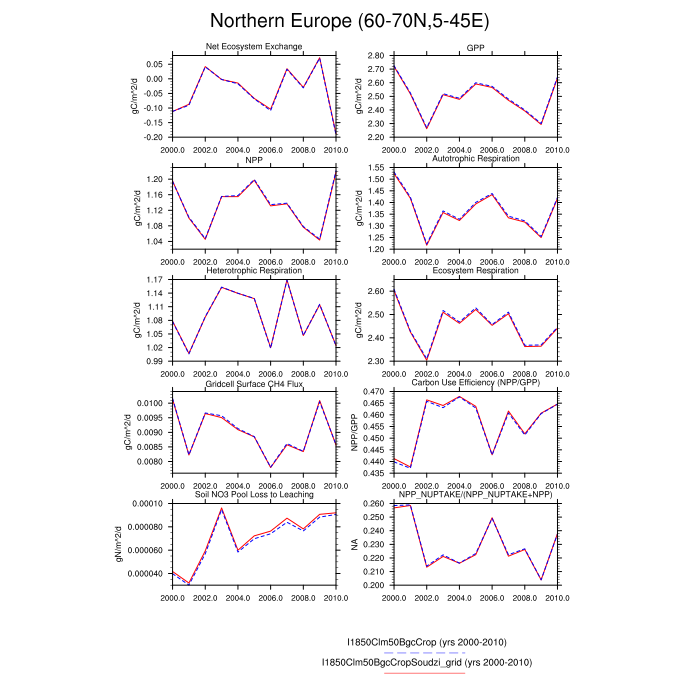 Northern Europe (60-70N,5-45E)
Net Ecosystem Exchange
gC/m^2/d
0.05
0.00
-0.05
-0.10
-0.15
-0.20
2000.0 2002.0 2004.0 2006.0 2008.0 2010.0
GPP
gC/m^2/d
2.80
2.70
2.60
2.50
2.40
2.30
2.20
2000.0 2002.0 2004.0 2006.0 2008.0 2010.0
NPP
gC/m^2/d
1.20
1.16
1.12
1.08
1.04
2000.0 2002.0 2004.0 2006.0 2008.0 2010.0
Autotrophic Respiration
gC/m^2/d
1.55
1.50
1.45
1.40
1.35
1.30
1.25
1.20
2000.0 2002.0 2004.0 2006.0 2008.0 2010.0
Heterotrophic Respiration
gC/m^2/d
1.17
1.14
1.11
1.08
1.05
1.02
0.99
2000.0 2002.0 2004.0 2006.0 2008.0 2010.0
Ecosystem Respiration
gC/m^2/d
2.60
2.50
2.40
2.30
2000.0 2002.0 2004.0 2006.0 2008.0 2010.0
Gridcell Surface CH4 Flux
gC/m^2/d
0.0100
0.0095
0.0090
0.0085
0.0080
2000.0 2002.0 2004.0 2006.0 2008.0 2010.0
Carbon Use Efficiency (NPP/GPP)
NPP/GPP
0.470
0.465
0.460
0.455
0.450
0.445
0.440
0.435
2000.0 2002.0 2004.0 2006.0 2008.0 2010.0
Soil NO3 Pool Loss to Leaching
gN/m^2/d
0.00010
0.000080
0.000060
0.000040
2000.0 2002.0 2004.0 2006.0 2008.0 2010.0
NPP_NUPTAKE/(NPP_NUPTAKE+NPP)
NA
0.260
0.250
0.240
0.230
0.220
0.210
0.200
2000.0 2002.0 2004.0 2006.0 2008.0 2010.0
I1850Clm50BgcCrop (yrs 2000-2010)
I1850Clm50BgcCropSoudzi_grid (yrs 2000-2010)